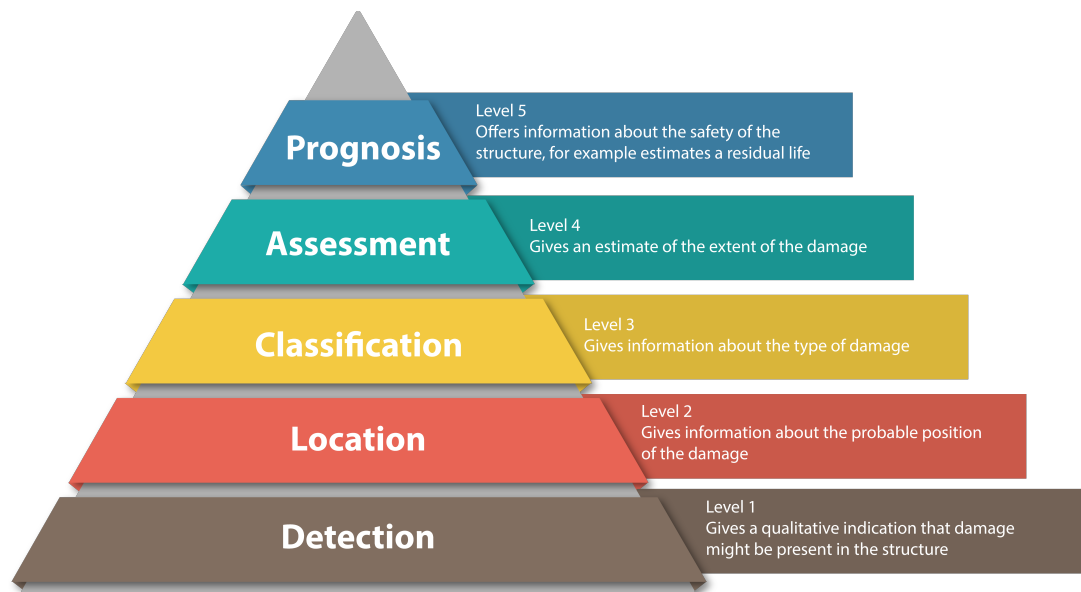 Prognosis
Level 5
Offers information about the safety of the
structure, for example estimates a residual life
Assessment
Level 4
Gives an estimate of the extent of the damage
Classification
Level 3
Gives information about the type of damage
Location
Level 2
Gives information about the probable position
of the damage
Detection
Level 1
Gives a qualitative indication that damage
might be present in the structure